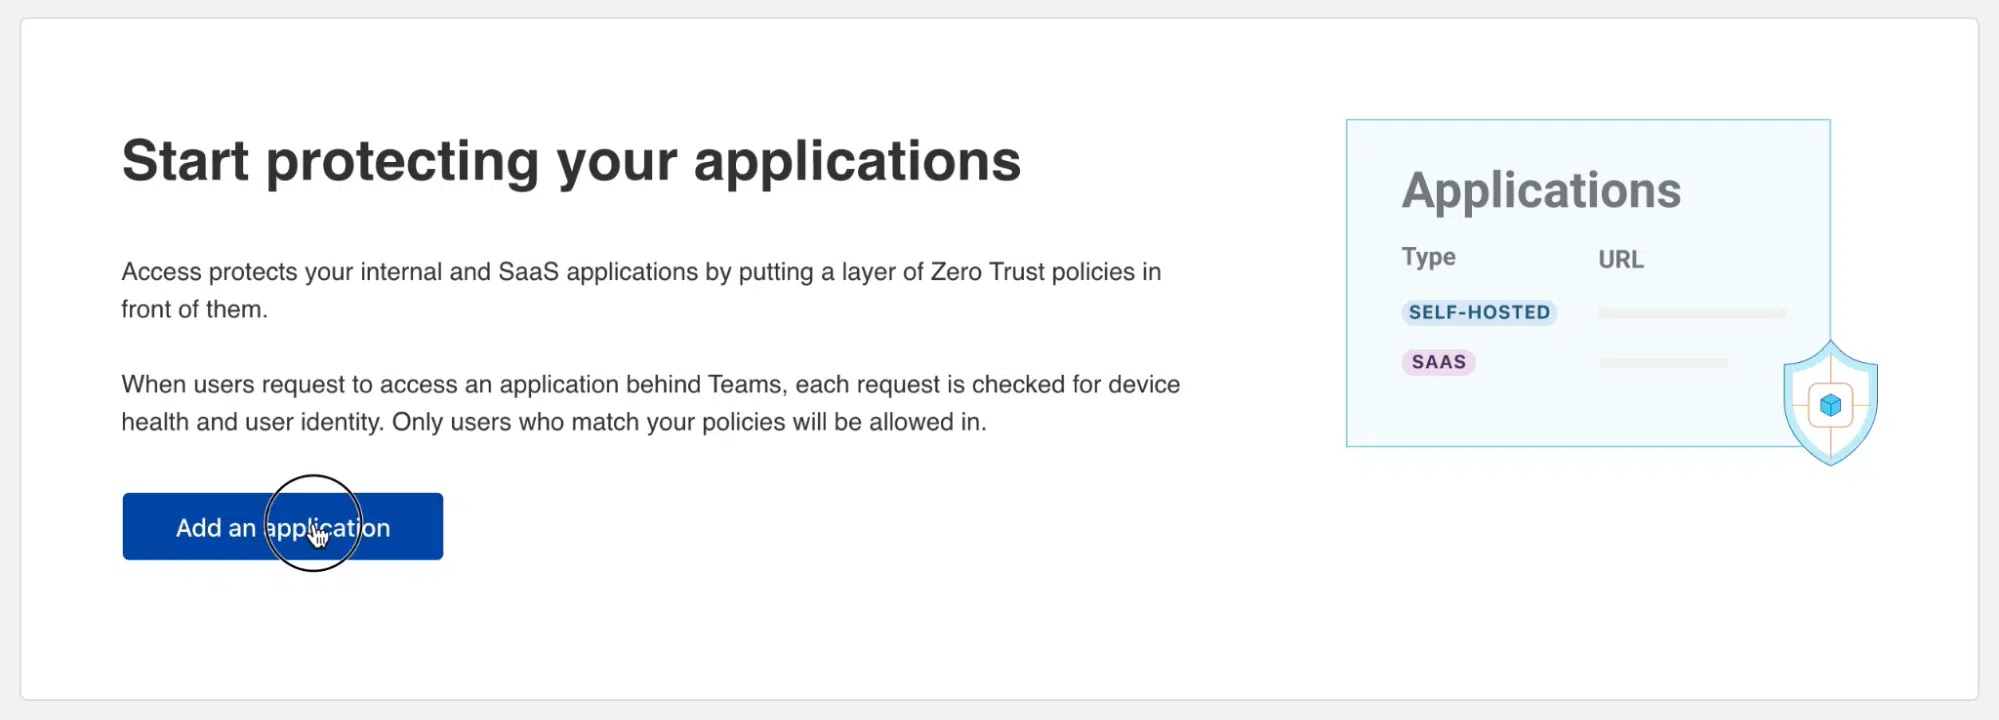 Start protecting your applications
Access protects your internal and SaaS applications by putting a layer of Zero Trust policies in
front of them.
When users request to access an application behind Teams, each request is checked for device
health and user identity. Only users who match your policies will be allowed in.
Add an application
Applications
Type URL
SELF-HOSTED
SAAS